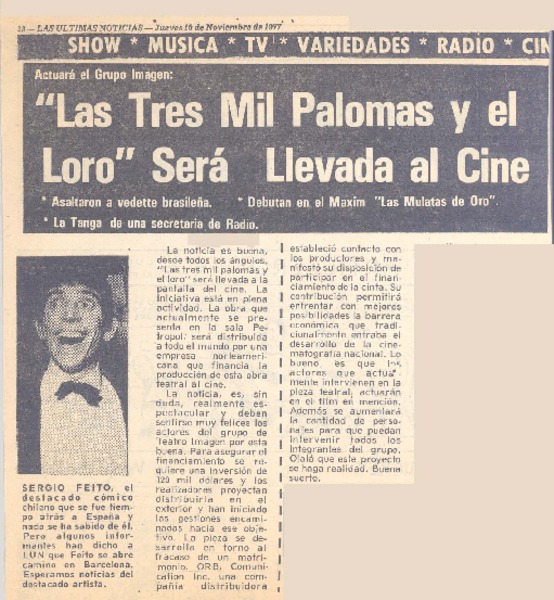 22 — LAS ULTIMAS NOTICIAS — Jueves 10 de Noviembre de 1977
SHOW * MUSICA * TV * VARIEDADES * RADIO * CIN
Actuará el Grupo Imagen:
"Las Tres Mil Palomas y el
Loro" Será Llevada al Cine
* Asaltaron a vedette brasileña. * Debutan en el Maxim "Las Mulatas de Oro".
* La Tanga de una secretaria de Radio.
SERGIO FEITO, el
destacado cómico
chileno que se fue tiem-
po atrás a España y
nada se ha sabido de él.
Pero algunos infor-
mantes han dicho a
LUN que Feito se abre
camino en Barcelona.
Esperamos noticias del
destacado artista.
La noticia es buena,
desde todos los ángulos,
"Las tres mil palomas y
el loro" será llevada a la
pantalla del cine. La
iniciativa está en plena
actividad. La obra que
actualmente se pre-
senta en la sala Pe-
tropol, será distribuida
a todo el mundo por una
empresa norteameri-
cana que financia la
producción de esta obra
teatral al cine.
La noticia, es, sin
duda, realmente es-
pectacular y deben
sentirse muy felices los
actores del grupo de
Teatro Imagen por esta
buena. Para asegurar el
financiamiento se re-
quiere una inversión de
120 mil dólares y los
realizadores proyectan
distribuirla en el
exterior y han iniciado
las gestiones encami-
nadas hacia ese obje-
tivo. La pieza se de-
sarrolla en torno al
fracaso de un matri-
monio. ORB, Comuni-
cation Inc. una com-
pañía distribuidora
estableció contacto con
los productores y ma-
nifestó su disposición de
participar en el finan-
ciamiento de la cinta. Su
contribución permitirá
enfrentar con mejores
posibilidades la barrera
económica que tradi-
cionalmente entraba el
desarrollo de la cine-
matografía nacional. Lo
bueno es que los
actores que actual-
mente intervienen en la
pieza teatral, actuarán
en el film en mención.
Además se aumentará
la cantidad de perso-
najes para que puedan
intervenir todos los
integrantes del grupo.
Ojalá que este proyecto
se haga realidad. Buena
suerte.